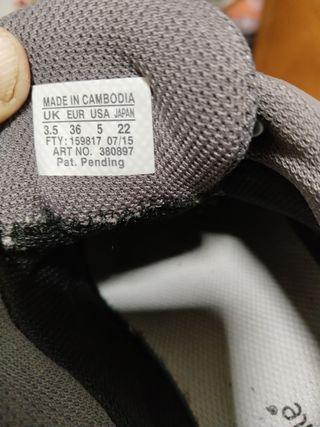 MADE IN CAMBODIA
UK EUR USA JAPAN
3.5 36 5 22
FTY: 159817 07/15
ART NO. 380897
Pat. Pending